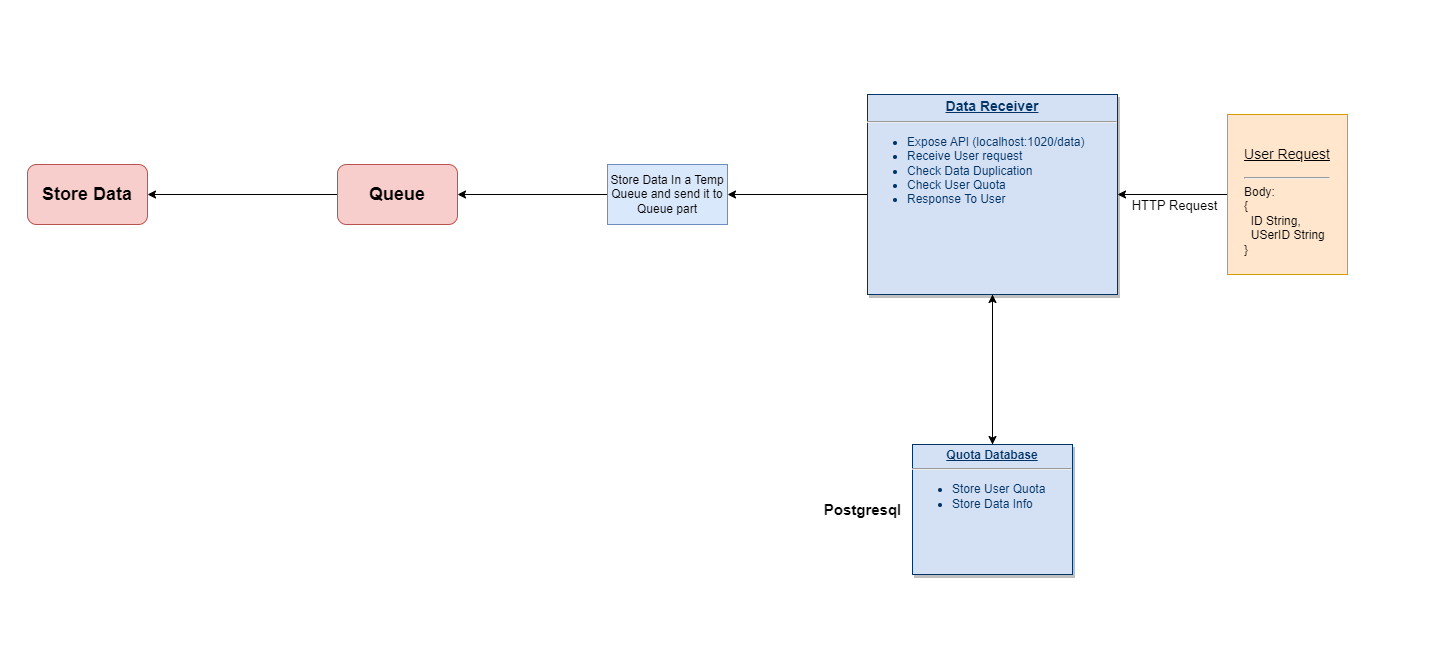 Store Data
Queue
Store Data In a Temp
Queue and send it to
Queue part
Data Receiver
• Expose API (localhost:1020/data)
• Receive User request
• Check Data Duplication
• Check User Quota
• Response To User
HTTP Request
User Request
Body:
{
ID String,
USerID String
}
Postgresql
Quota Database
• Store User Quota
• Store Data Info